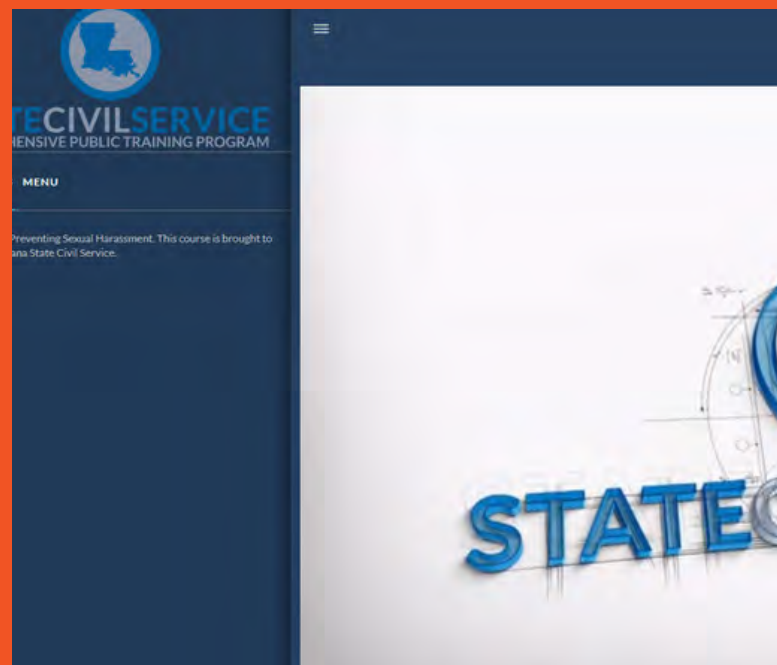 TECIVILSERVICE
HENSIVE PUBLIC TRAINING PROGRAM
MENU
Preventing Sexual Harassment. This course is brought to
ana State Civil Service.
STATE